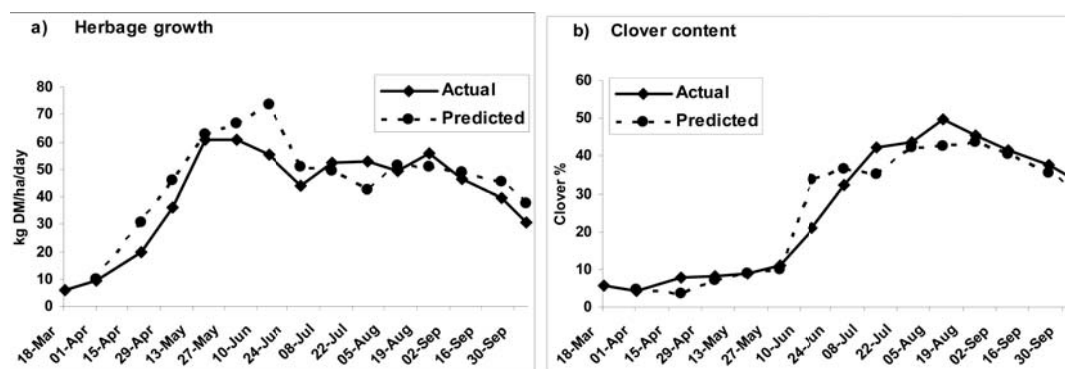 a) Herbage growth
80
70
60
50
40
30
20
10
0
kg DM/ha/day
Actual
Predicted
18-Mar
01-Apr
15-Apr
29-Apr
13-May
27-May
10-Jun
24-Jun
08-Jul
22-Jul
05-Aug
19-Aug
02-Sep
16-Sep
30-Sep
b) Clover content
60
50
40
30
20
10
0
Clover %
Actual
Predicted
18-Mar
01-Apr
15-Apr
29-Apr
13-May
27-May
10-Jun
24-Jun
08-Jul
22-Jul
05-Aug
19-Aug
02-Sep
16-Sep
30-Sep